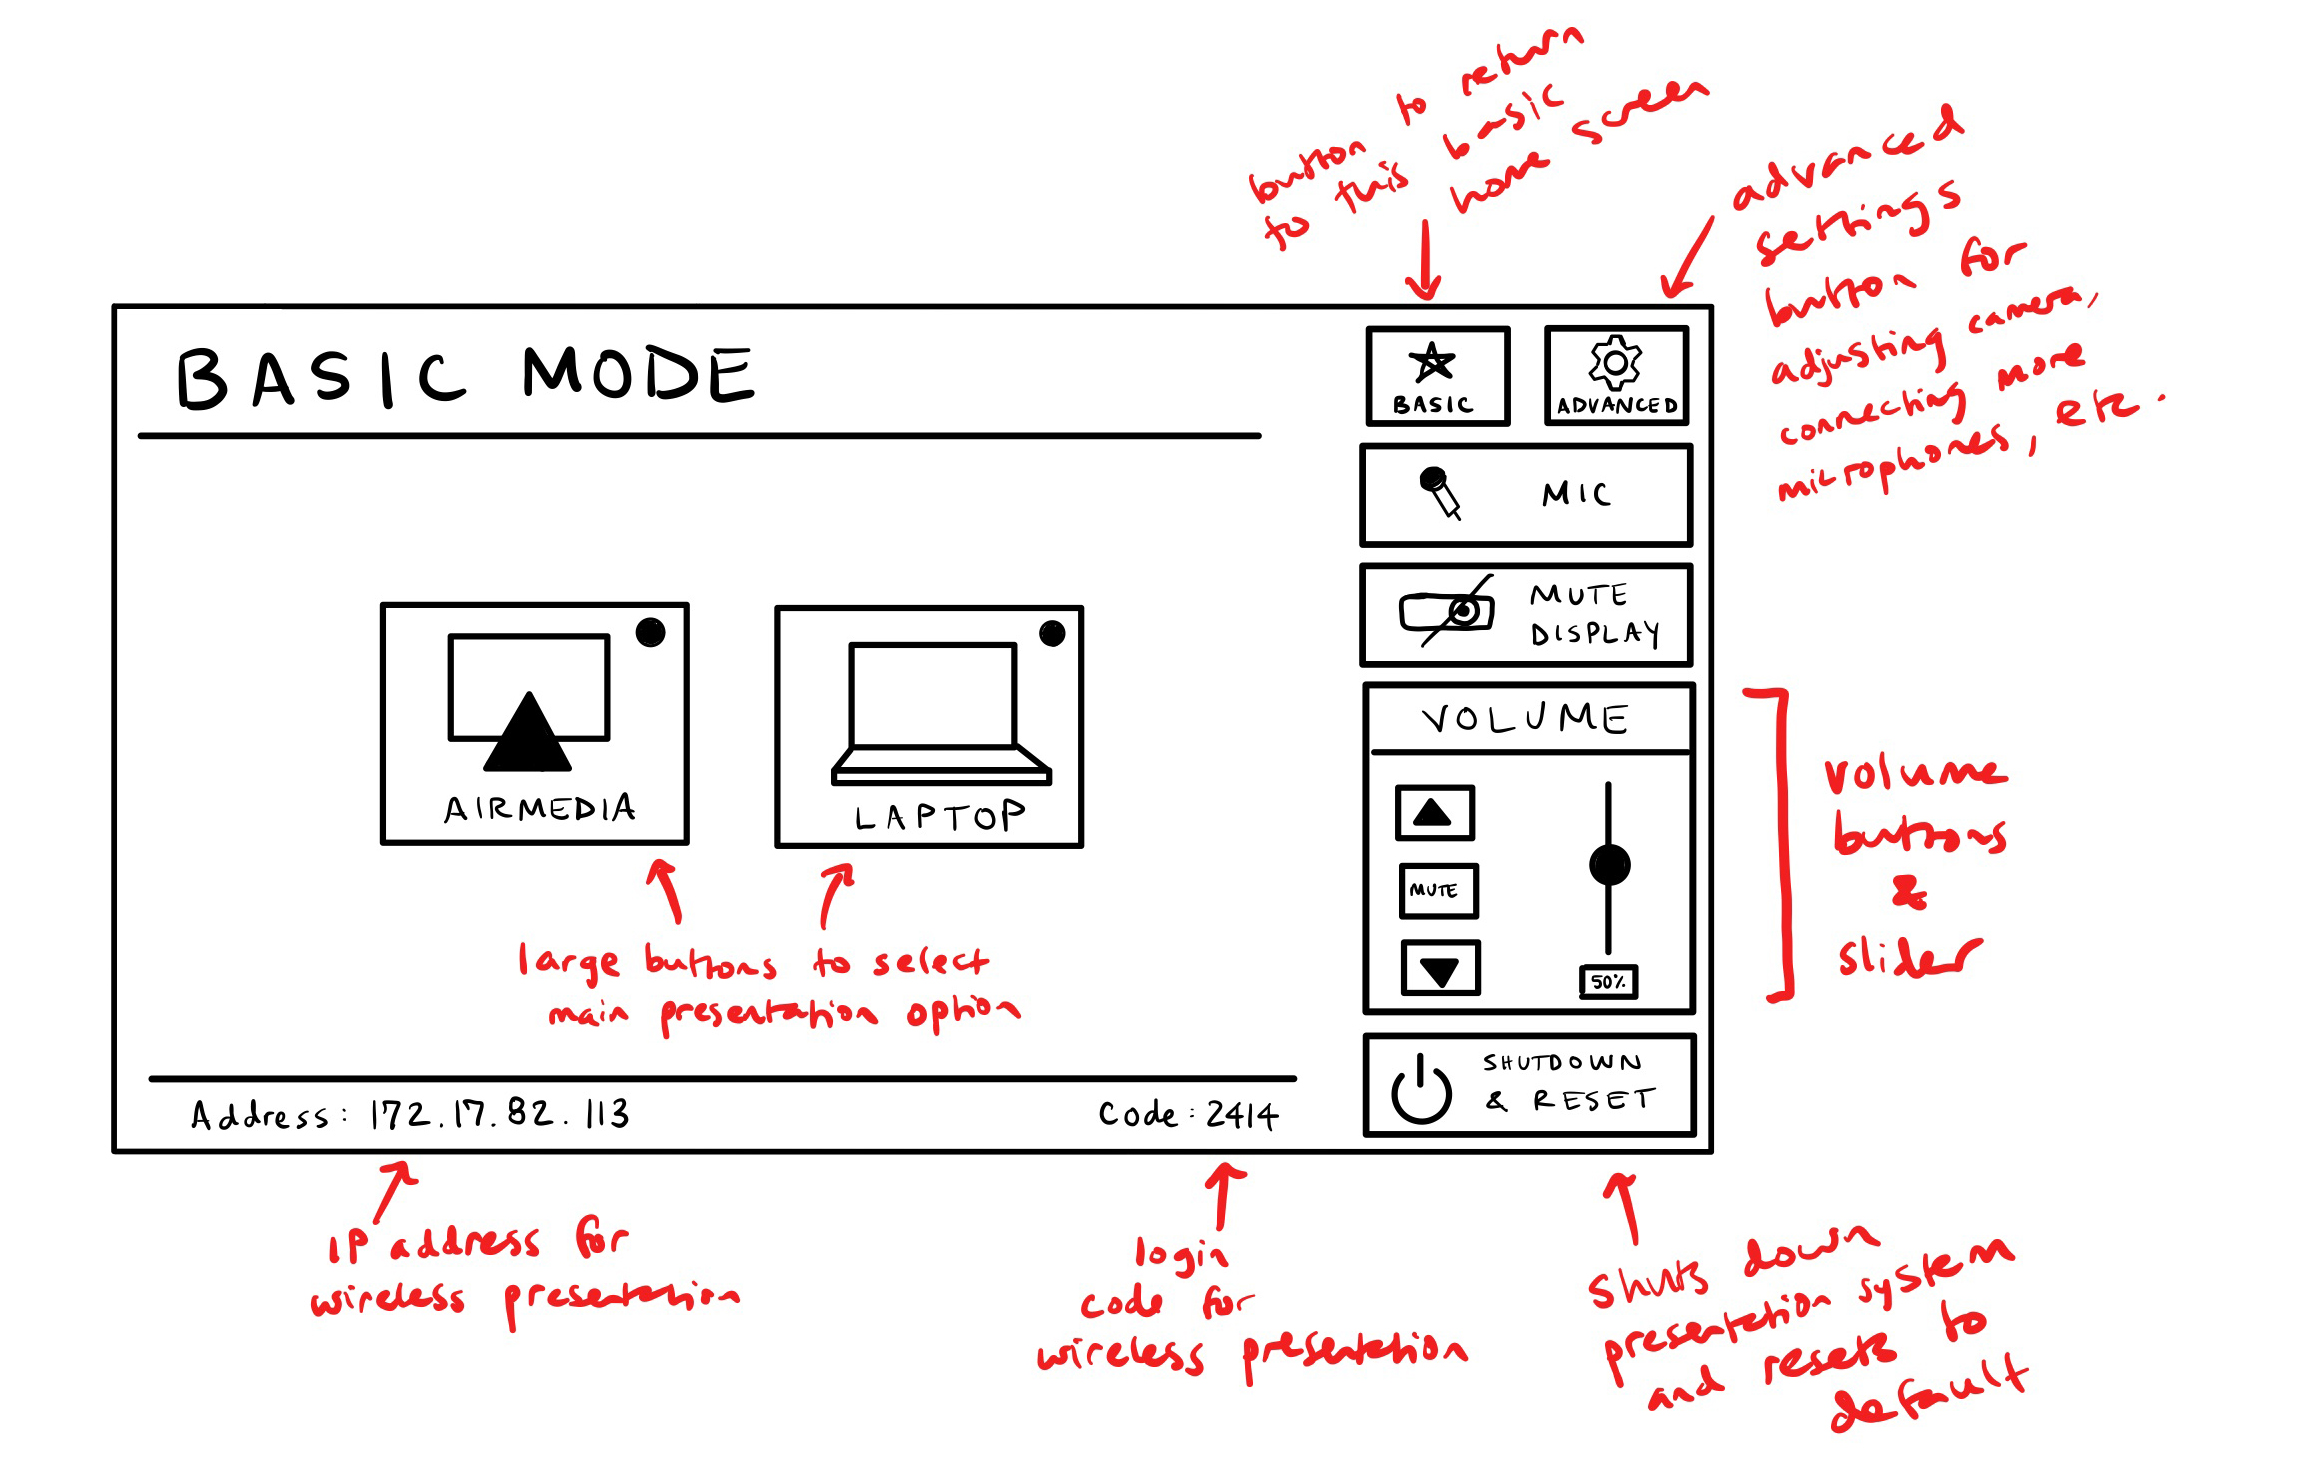 button to return
to this basic
home screen
advanced
settings
button for
adjusting camera,
connecting more
microphones, etc.
BASIC MODE
BASIC
ADVANCED
MIC
MUTE
DISPLAY
VOLUME
MUTE
50%
AIRMEDIA
LAPTOP
large buttons to select
main presentation option
volume
buttons
&
slider
SHUTDOWN
& RESET
Address: 172.17.82.113
Code: 2414
IP address for
wireless presentation
login
code for
wireless presentation
shuts down
presentation system
and resets to
default